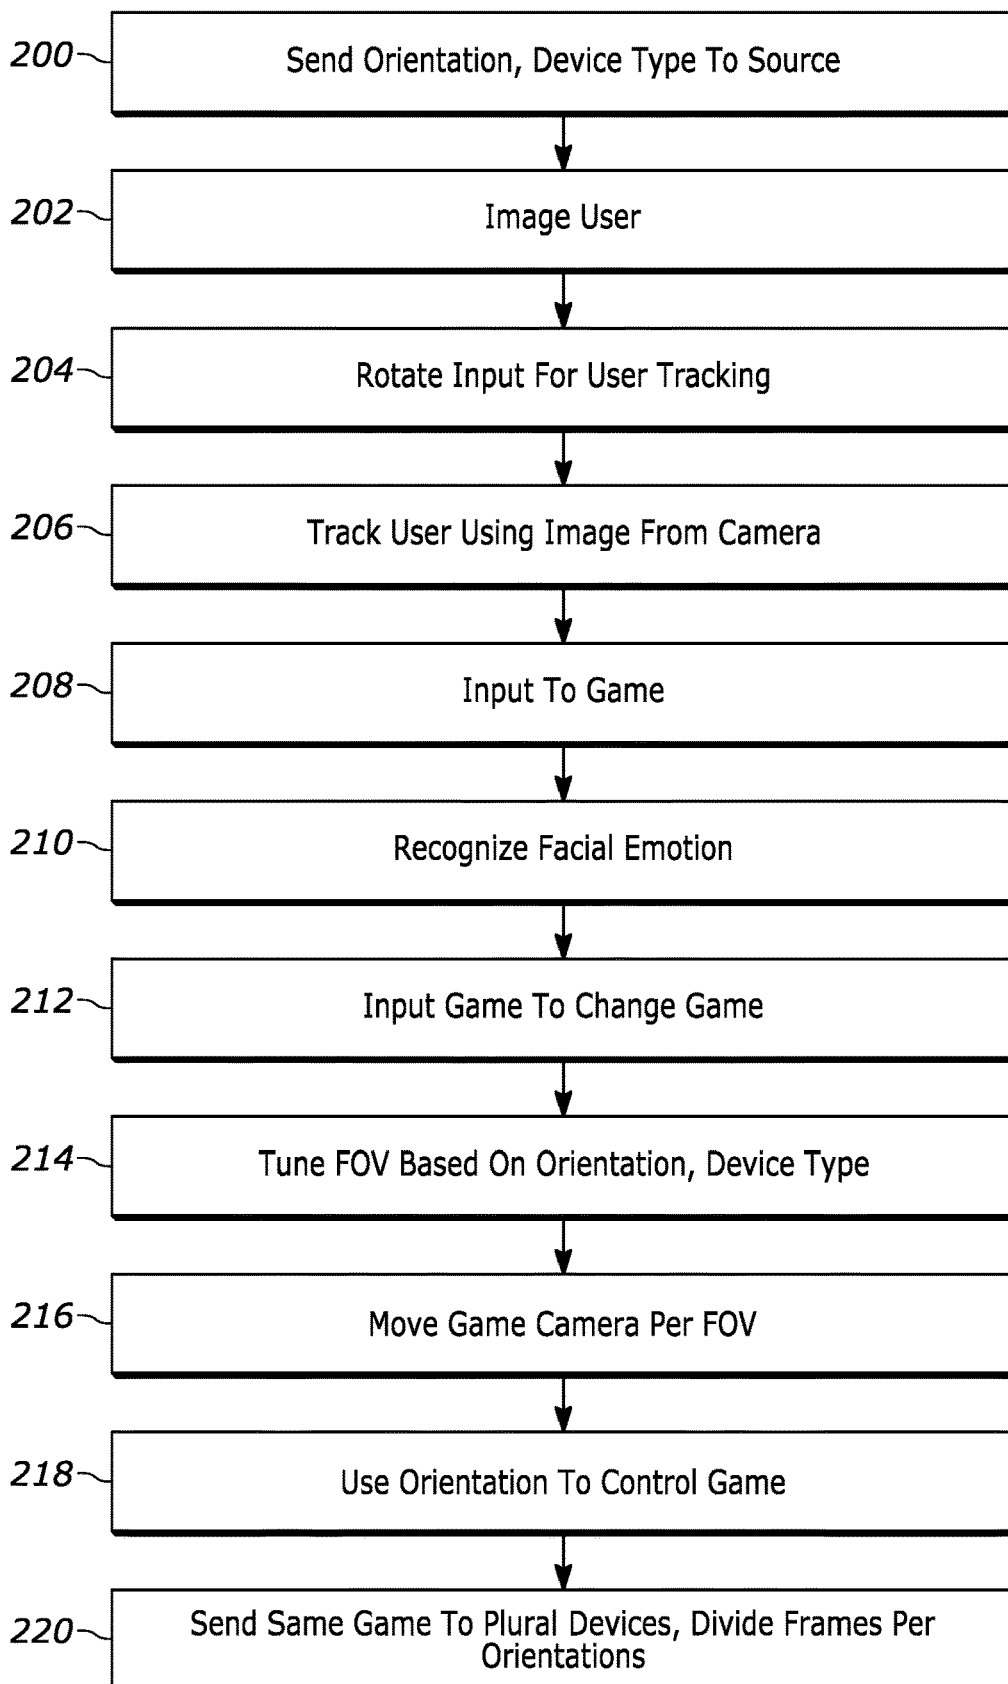 200
Send Orientation, Device Type To Source
202
Image User
204
Rotate Input For User Tracking
206
Track User Using Image From Camera
208
Input To Game
210
Recognize Facial Emotion
212
Input Game To Change Game
214
Tune FOV Based On Orientation, Device Type
216
Move Game Camera Per FOV
218
Use Orientation To Control Game
220
Send Same Game To Plural Devices, Divide Frames Per
Orientations